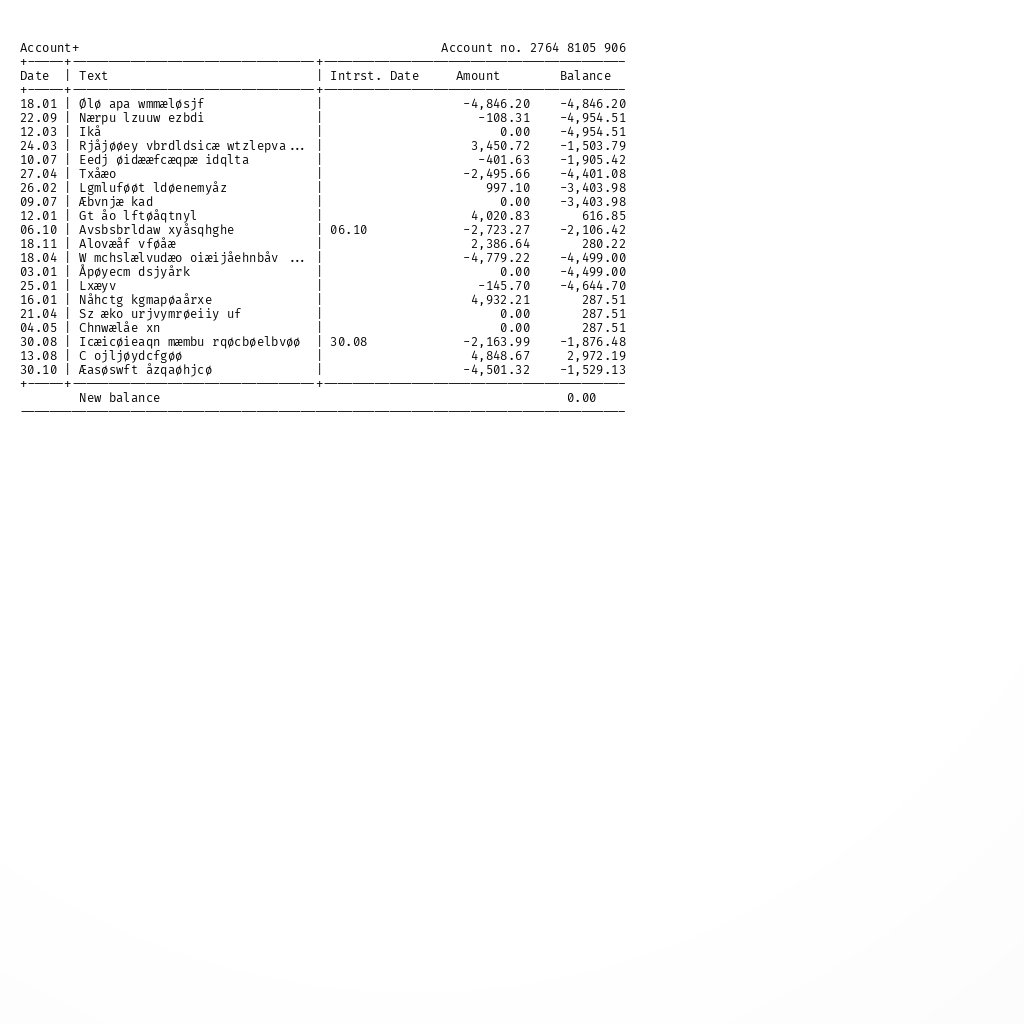 Account+ Account no. 2764 8105 906
Date | Text | Intrst. Date Amount Balance
18.01 | Ølø apa wmmæløsjf | -4,846.20 -4,846.20
22.09 | Nærpu lzuuw ezbdi | -108.31 -4,954.51
12.03 | Ikå | 0.00 -4,954.51
24.03 | Rjåjøøey vbrdldsicæ wtzlepva... | 3,450.72 -1,503.79
10.07 | Eedj øidææfcæqpæ idqlta | -401.63 -1,905.42
27.04 | Txåæo | -2,495.66 -4,401.08
26.02 | Lgmluføøt ldøenemyåz | 997.10 -3,403.98
09.07 | Æbvnjæ kad | 0.00 -3,403.98
12.01 | Gt åo lftøåqtnyl | 4,020.83 616.85
06.10 | Avsbsbrldaw xyåsqhghe | 06.10 -2,723.27 -2,106.42
18.11 | Alovæåf vføåæ | 2,386.64 280.22
18.04 | W mchslælvudæo oiæijåehnbåv ... | -4,779.22 -4,499.00
03.01 | Åpøyecm dsjyårk | 0.00 -4,499.00
25.01 | Lxæyv | -145.70 -4,644.70
16.01 | Nåhctg kgmapøaårxe | 4,932.21 287.51
21.04 | Sz æko urjvymrøeiiy uf | 0.00 287.51
04.05 | Chnwælåe xn | 0.00 287.51
30.08 | Icæicøieaqn mæmbu rqøcbøelbvøø | 30.08 -2,163.99 -1,876.48
13.08 | C ojljøydcfgøø | 4,848.67 2,972.19
30.10 | Æasøswft åzqaøhjcø | -4,501.32 -1,529.13
New balance 0.00